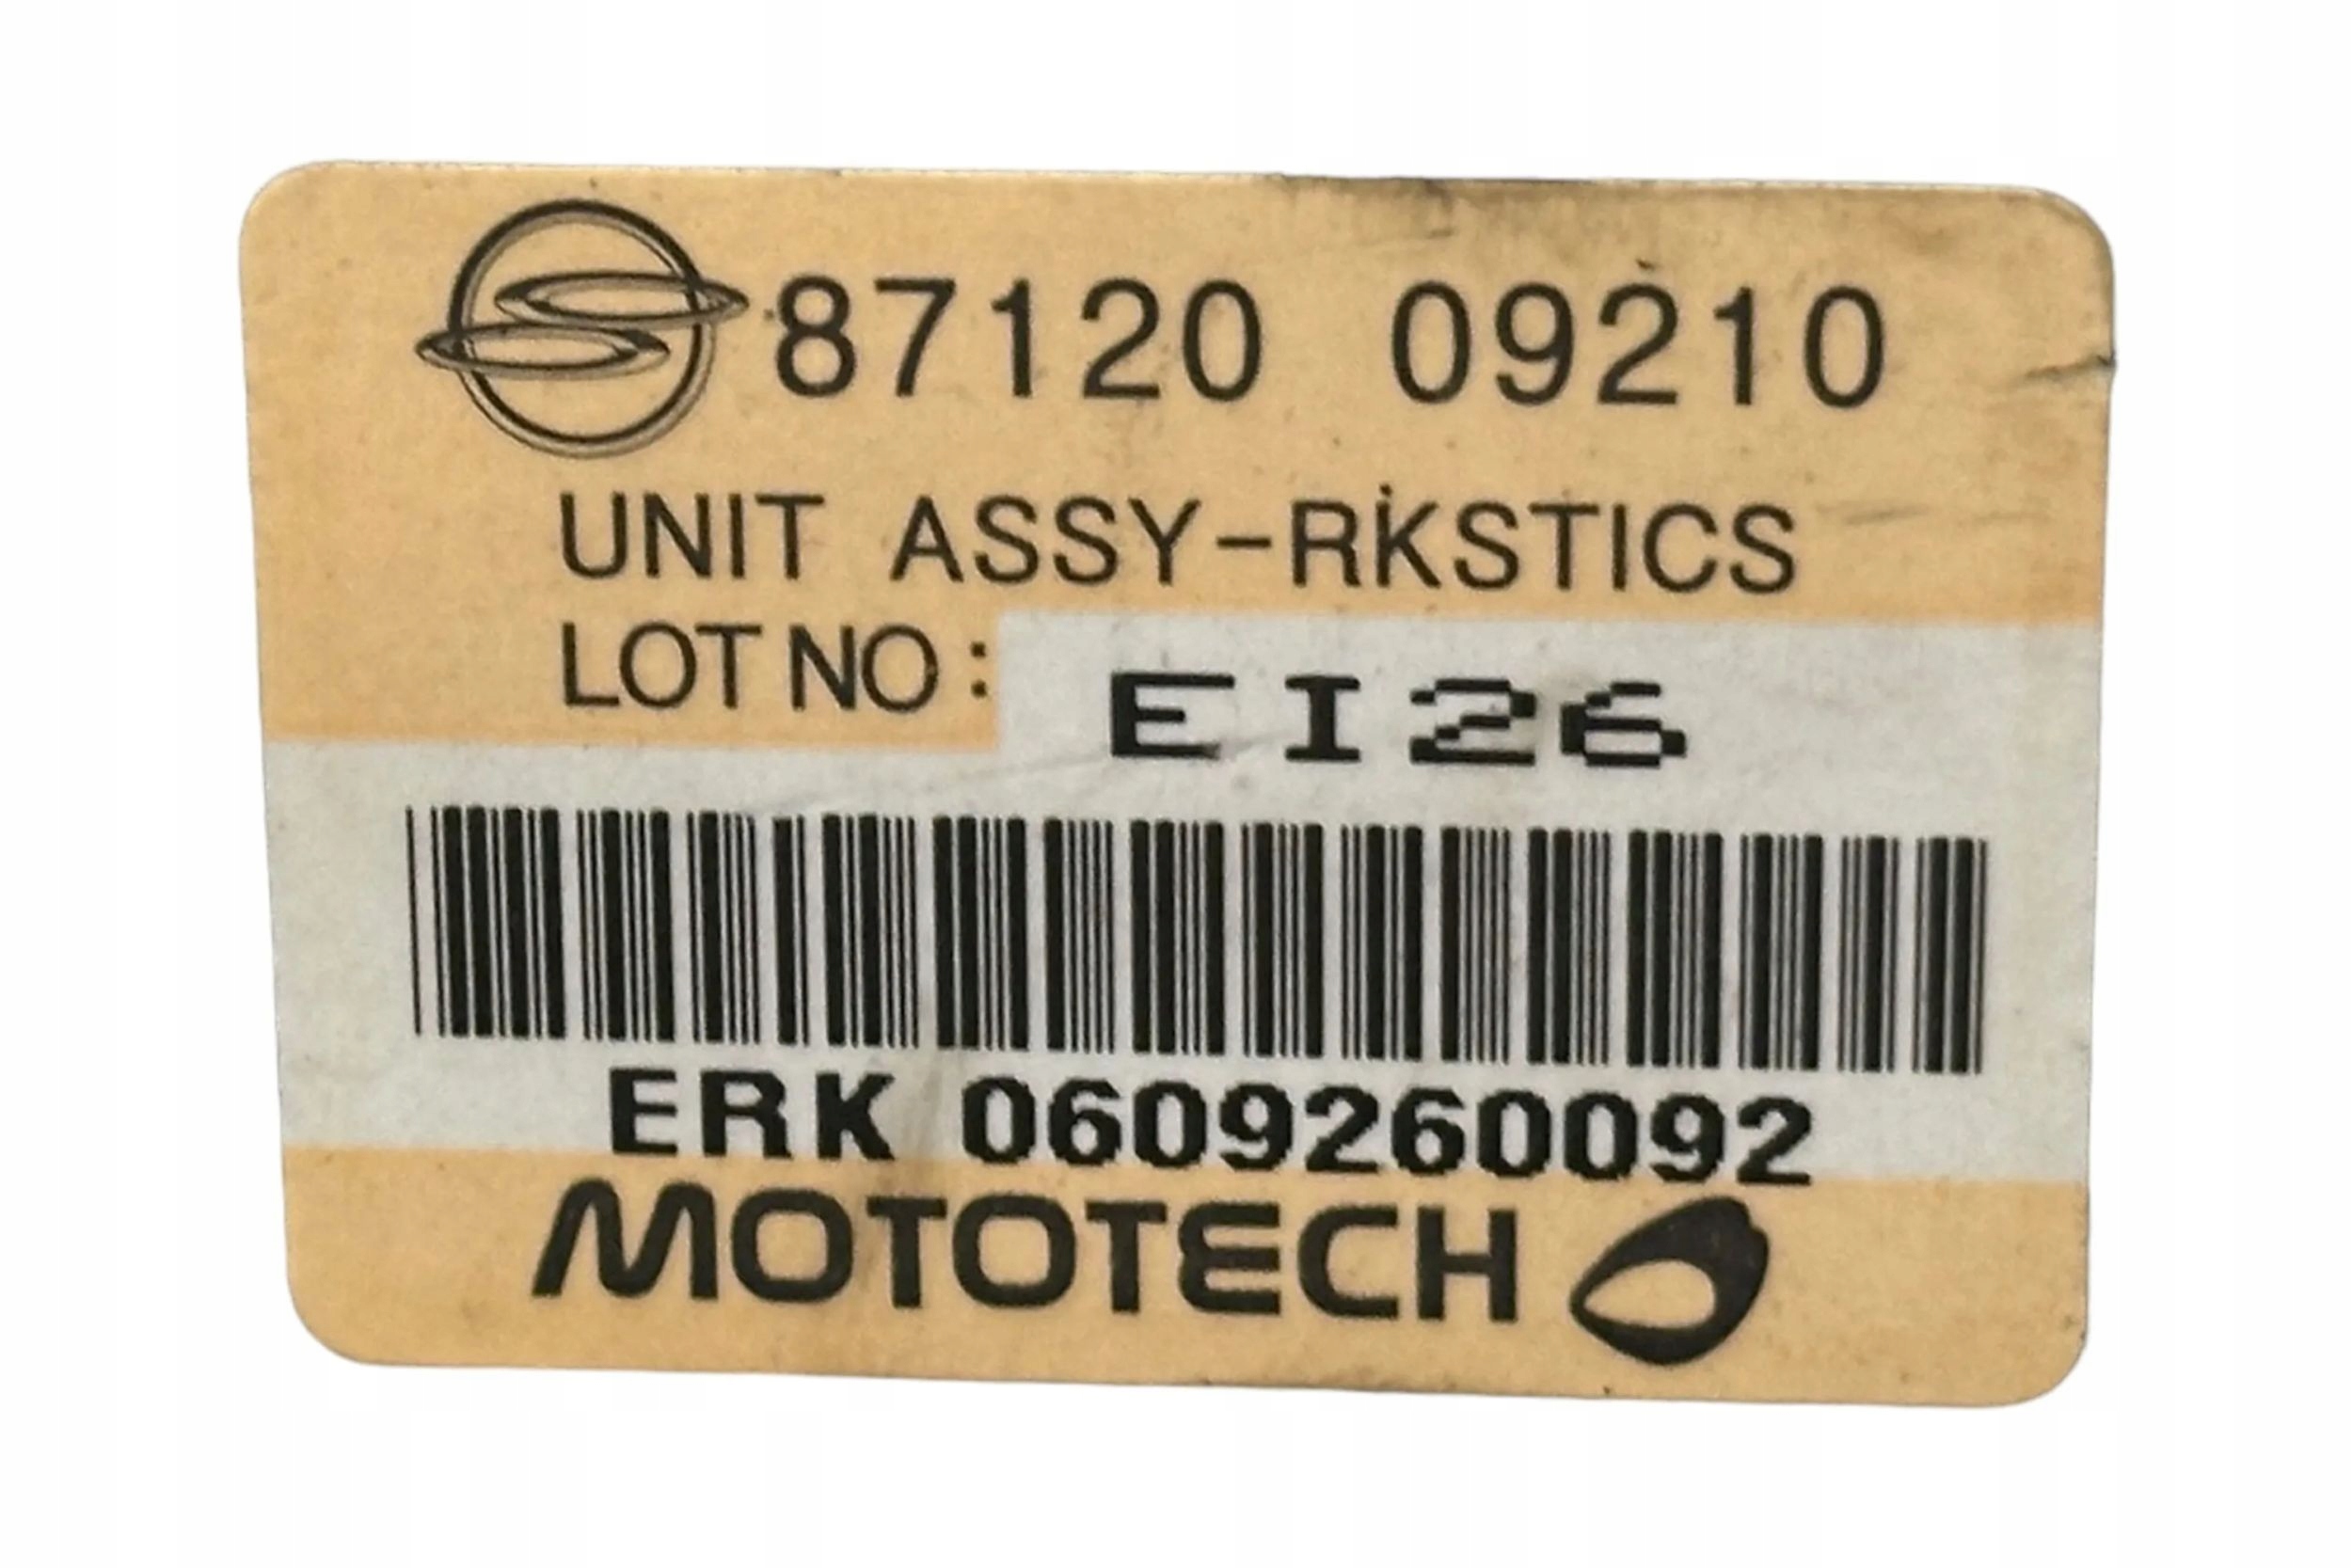 87120 09210
UNIT ASSY-RKSTICS
LOT NO: EI26
ERK 0609260092
MOTOTECH